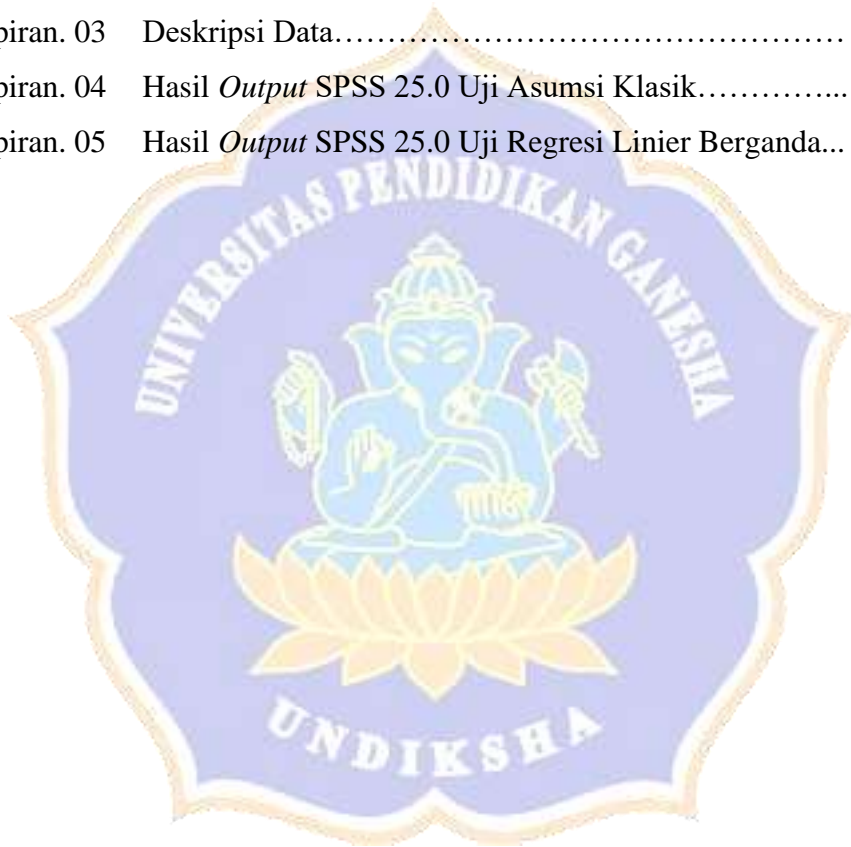 piran. 03 Deskripsi Data……………………………………………
piran. 04 Hasil Output SPSS 25.0 Uji Asumsi Klasik…………...
piran. 05 Hasil Output SPSS 25.0 Uji Regresi Linier Berganda...
UNIVERSITAS PENDIDIKAN GANESHA
UNDIKSHA